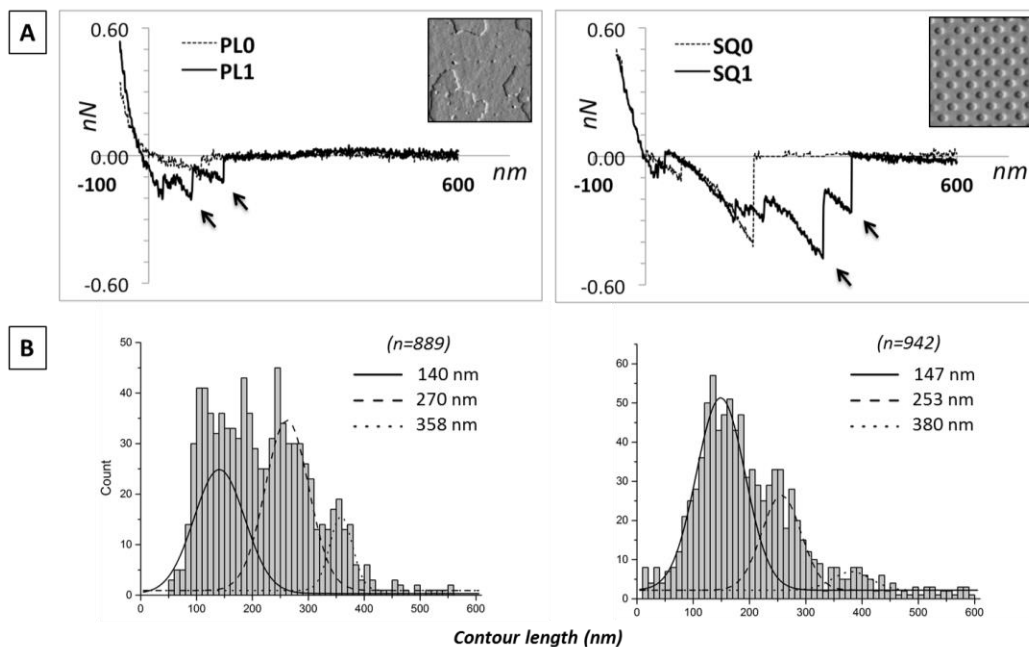 A
0.60
PL0
PL1
nN
0.00
-100
600
nm
-0.60
0.60
SQ0
SQ1
nN
0.00
-100
600
nm
-0.60
B
(n=889)
140 nm
270 nm
358 nm
50
40
30
20
10
0
Count
0 100 200 300 400 500 600
(n=942)
147 nm
253 nm
380 nm
60
50
40
30
20
10
0
0 100 200 300 400 500 600
Contour length (nm)